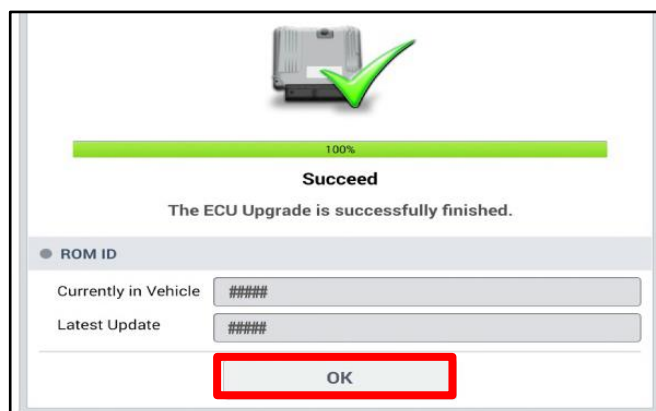 100%
Succeed
The ECU Upgrade is successfully finished.
ROM ID
Currently in Vehicle #####
Latest Update #####
OK